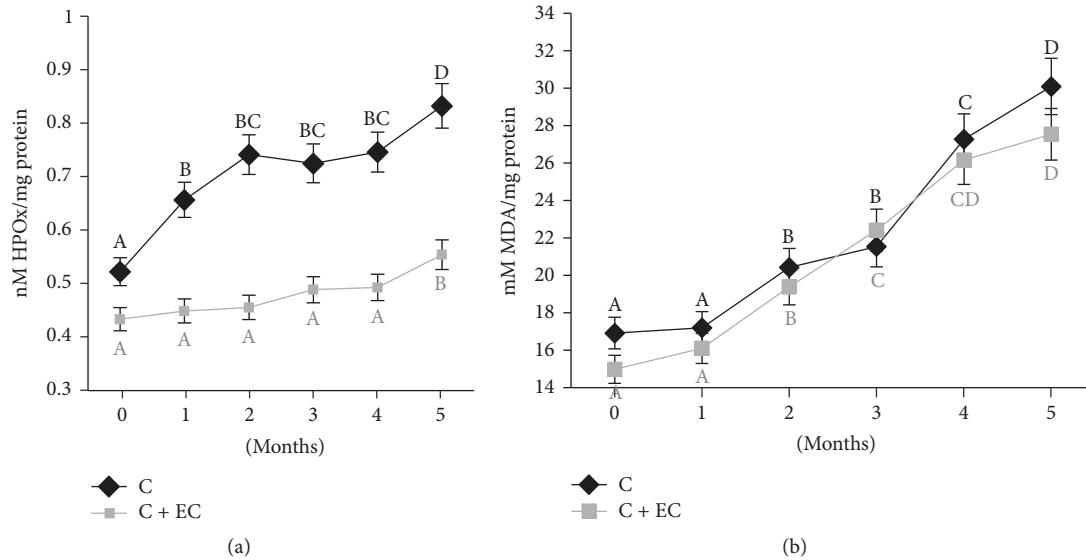 1
0.9
0.8
0.7
0.6
0.5
0.4
0.3
nM HPOx/mg protein
A
B
BC
BC
BC
D
A
A
A
A
A
B
0 1 2 3 4 5
(Months)
C
C + EC
(a)
34
32
30
28
26
24
22
20
18
16
14
mM MDA/mg protein
A
A
B
B
C
D
A
A
B
C
CD
D
0 1 2 3 4 5
(Months)
C
C + EC
(b)